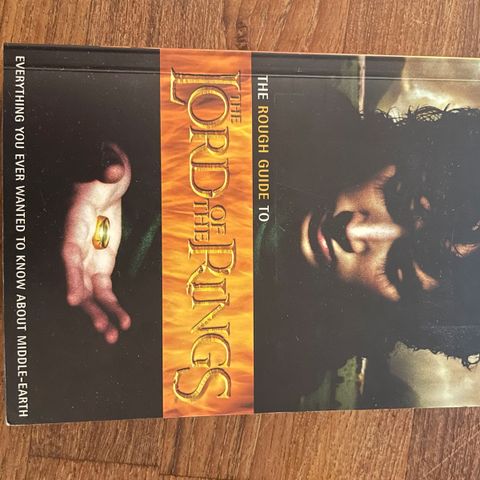 THE ROUGH GUIDE TO
THE
LORD
OF
THE
RINGS
EVERYTHING YOU EVER WANTED TO KNOW ABOUT MIDDLE-EARTH